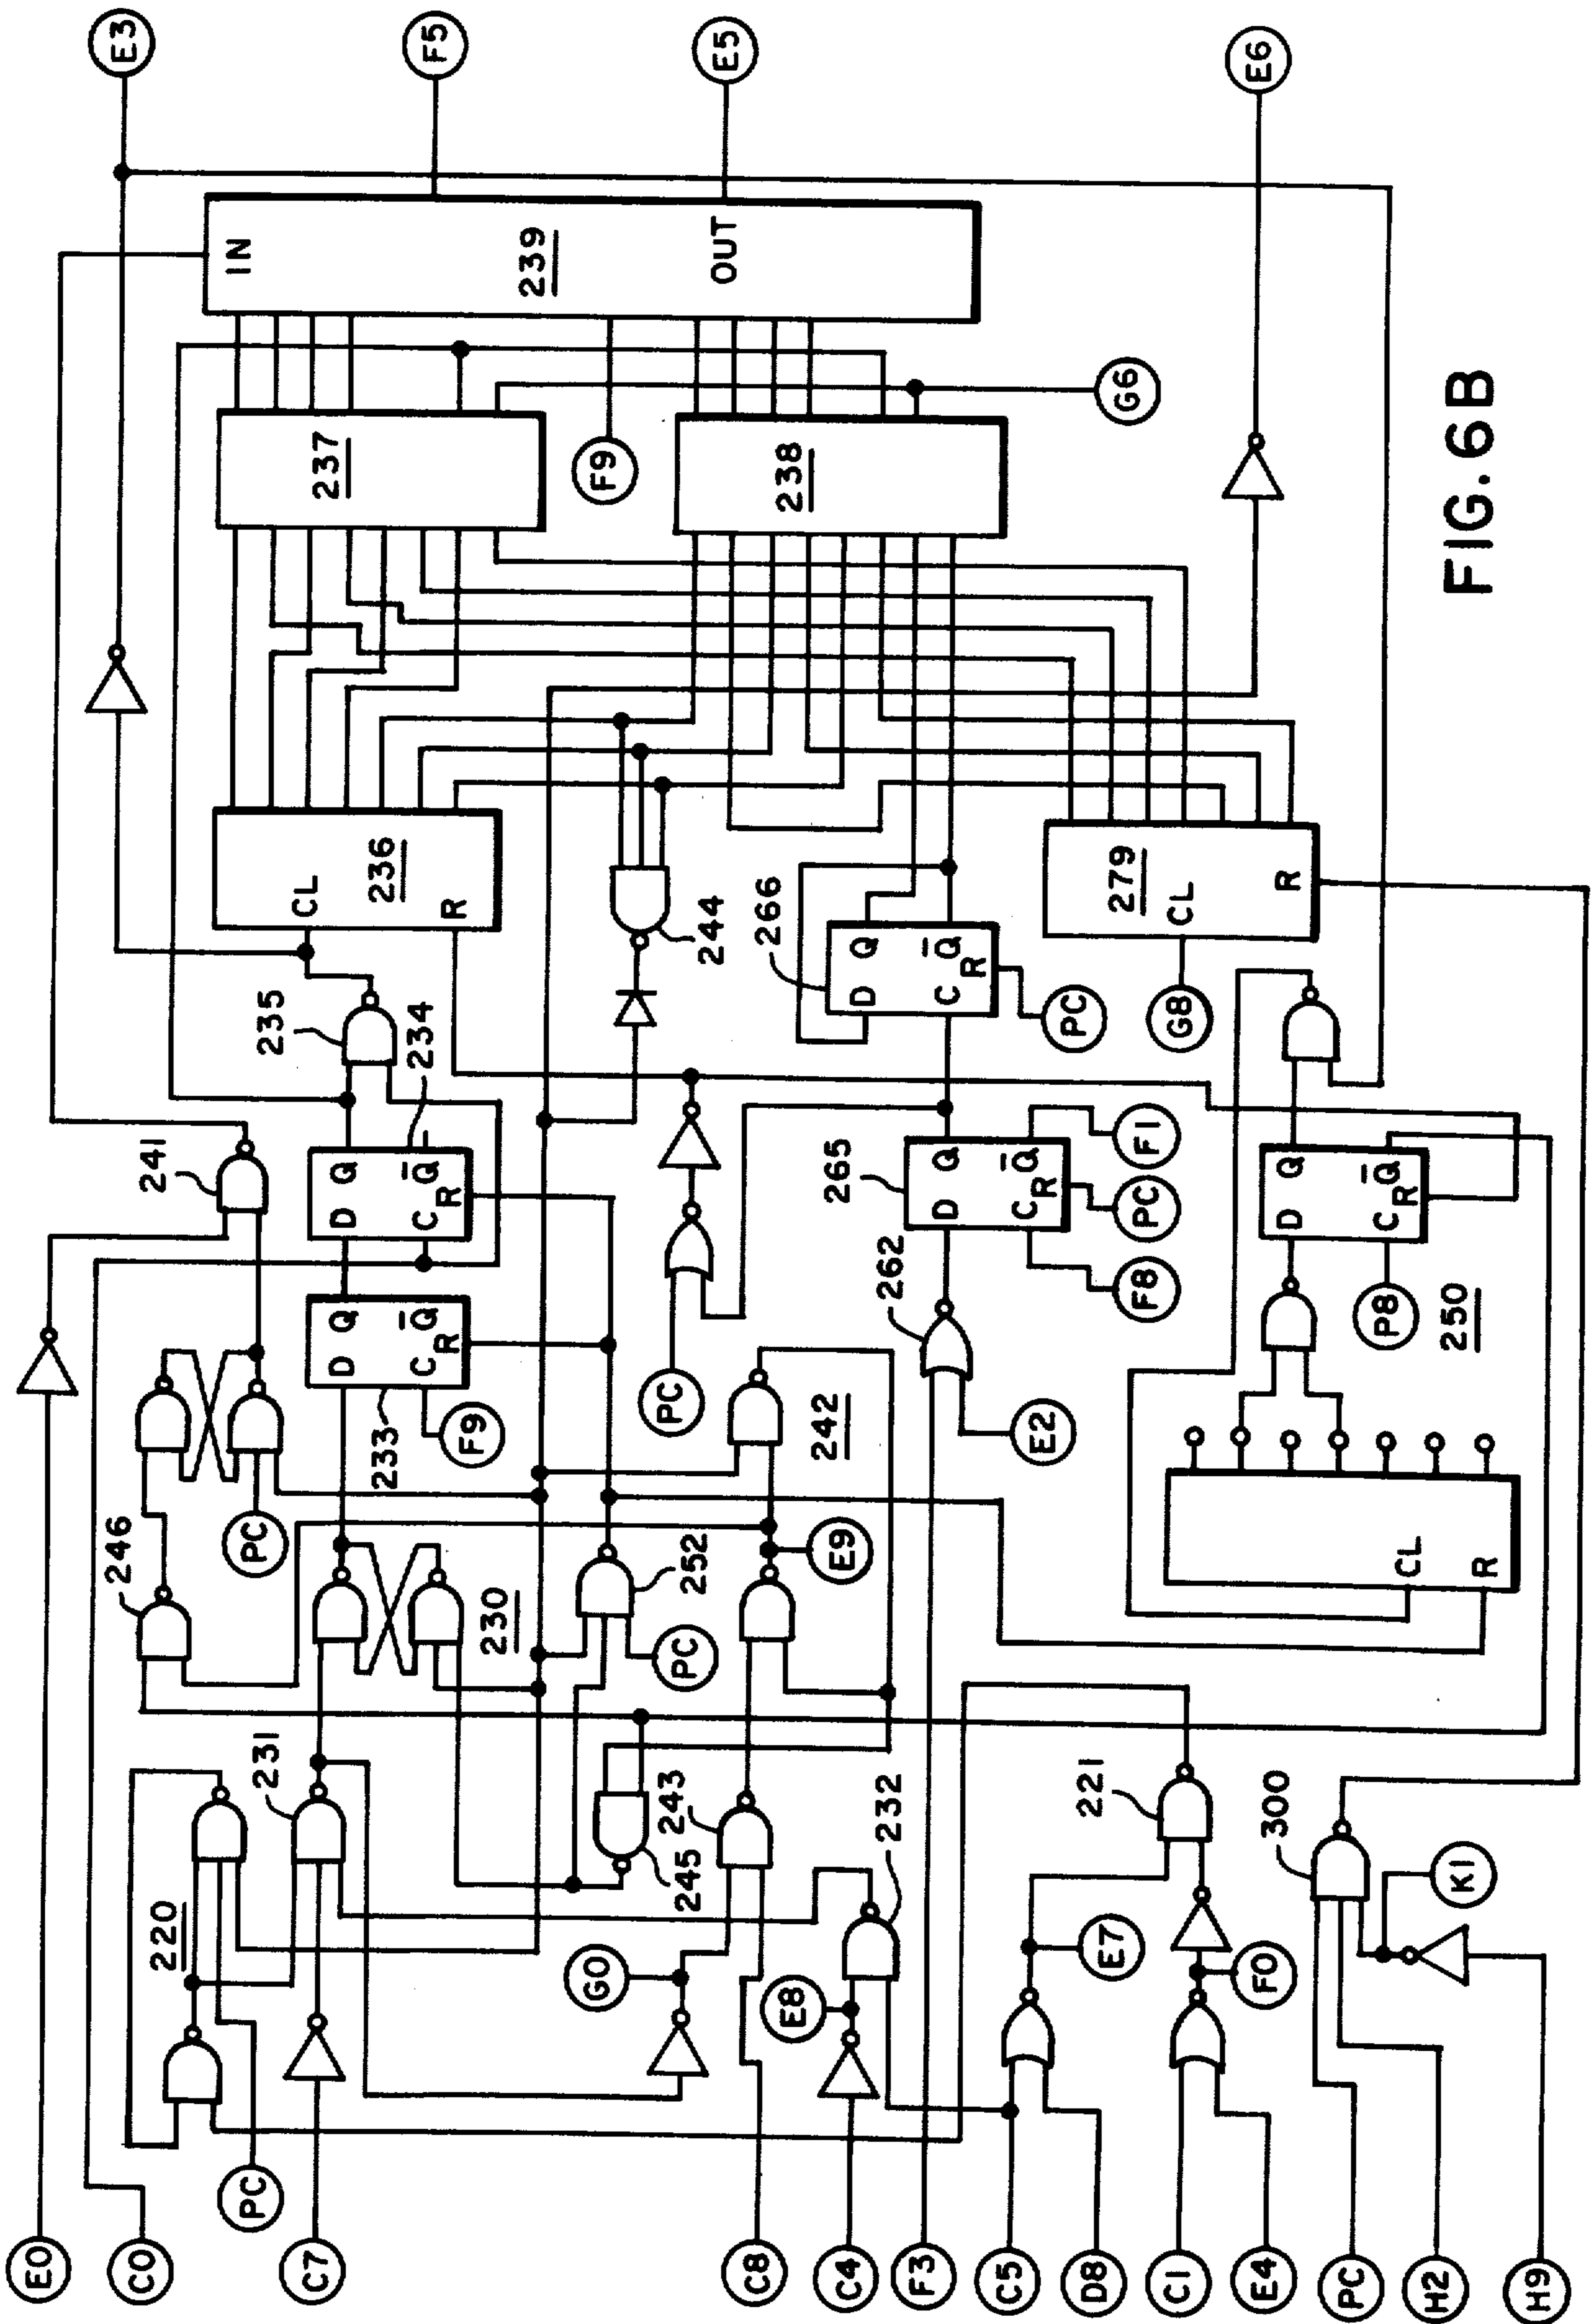 E0
C0
PC
C7
C8
C4
F3
C5
D8
C1
E4
PC
H2
H9
220
231
246
PC
230
233
F9
D Q
C Q̅
R
241
D Q
C Q̅
R
234
235
CL
236
R
237
IN
239
OUT
E3
F5
E5
E6
F9
238
G6
252
PC
245
243
G0
E8
232
E9
242
PC
244
266
D Q
C Q̅
R
PC
265
D Q
C Q̅
R
F1
PC
F8
262
E2
279
CL
R
G8
221
E7
F0
300
K1
CL
R
250
P8
D Q
C Q̅
R
FIG. 6B